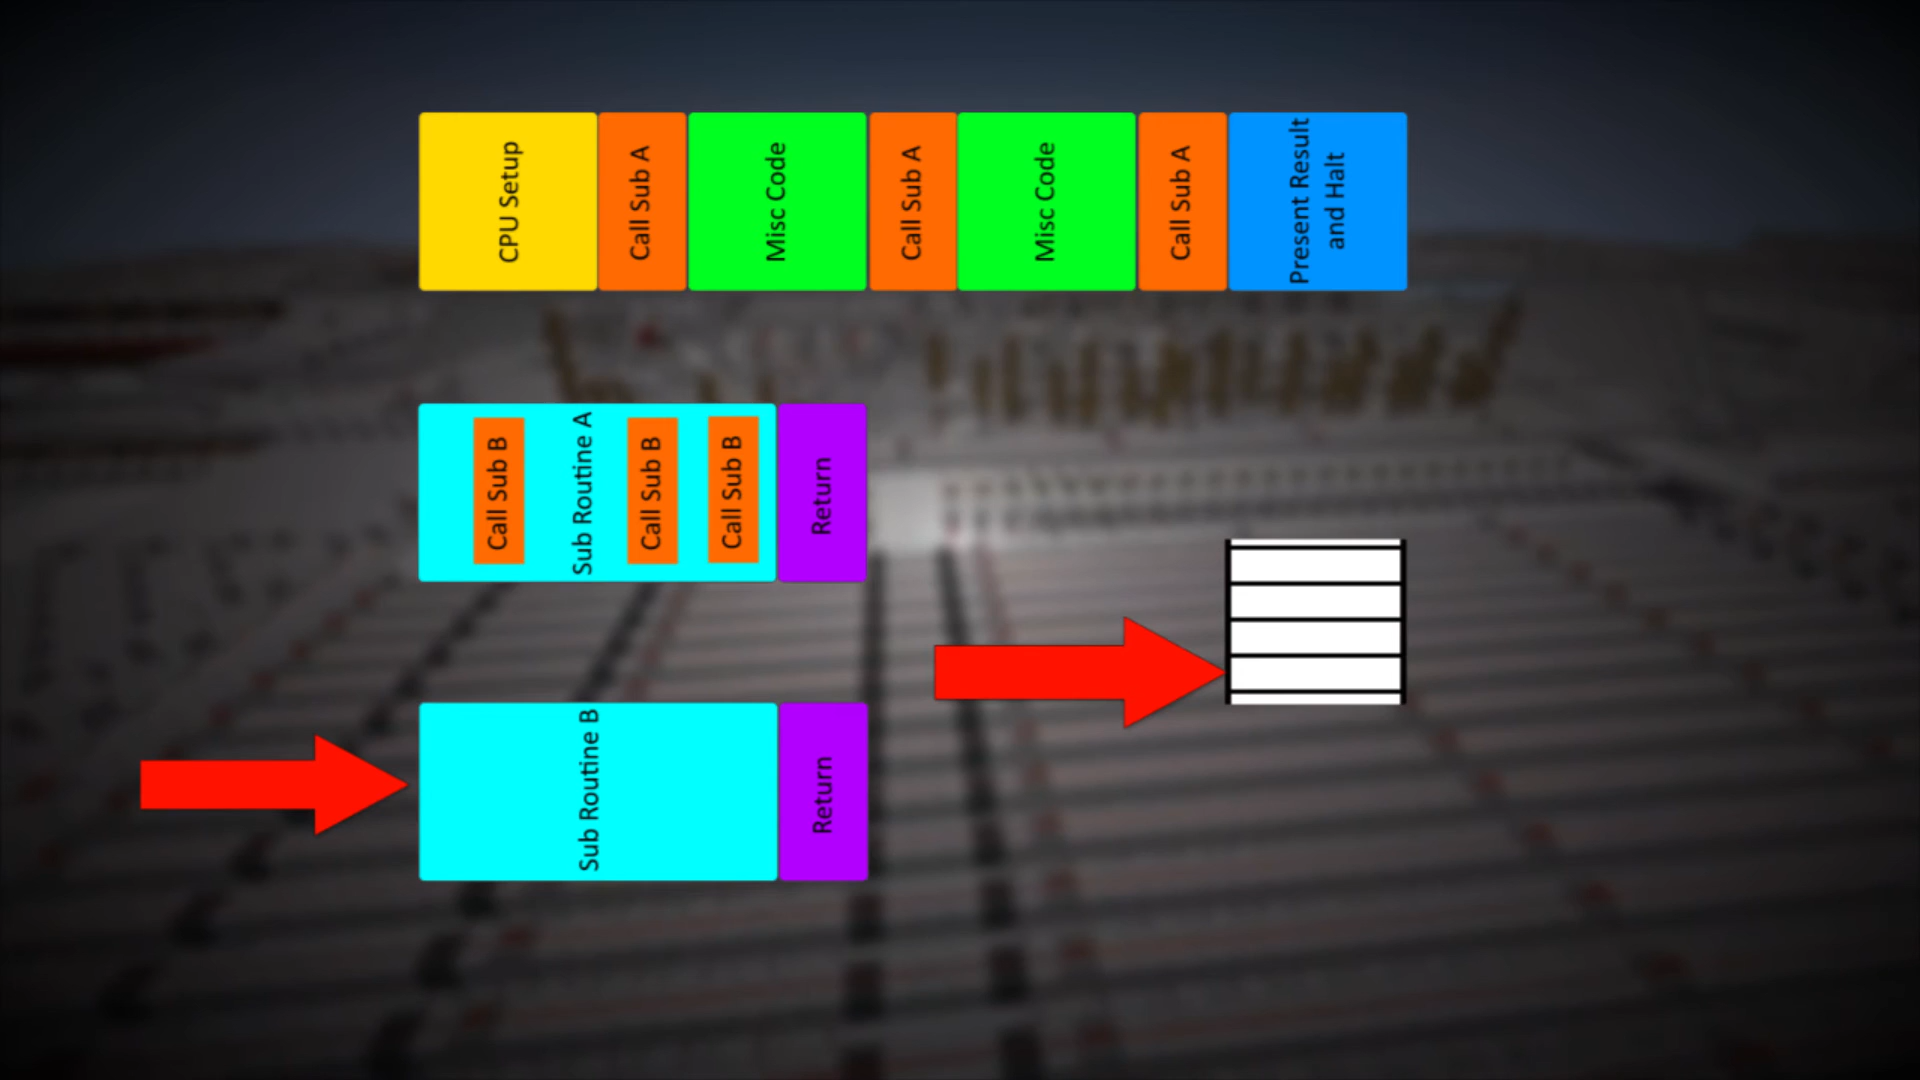 CPU Setup
Call Sub A
Misc Code
Call Sub A
Misc Code
Call Sub A
Present Result
and Halt
Call Sub B
Sub Routine A
Call Sub B
Call Sub B
Return
Sub Routine B
Return